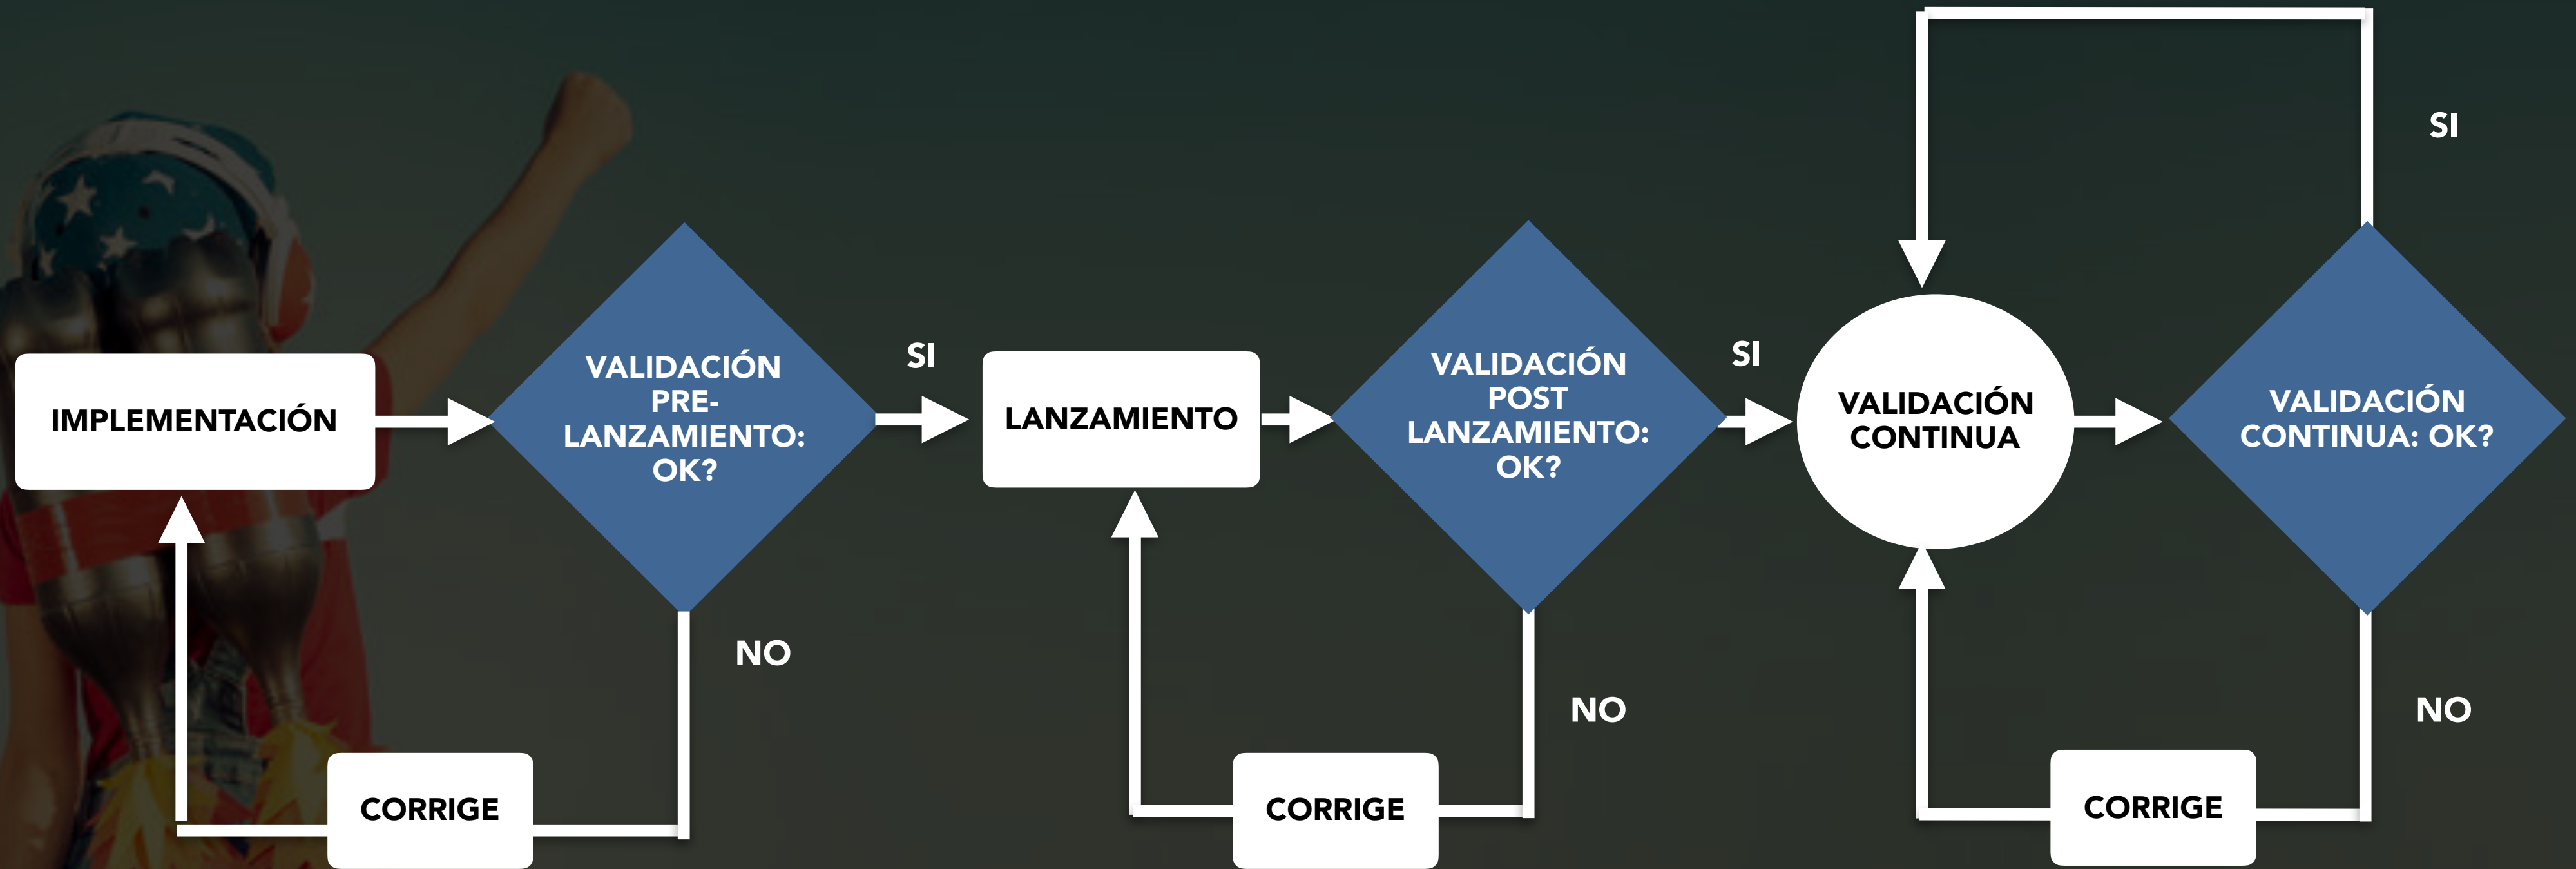 SI
IMPLEMENTACIÓN
VALIDACIÓN
PRE-
LANZAMIENTO:
OK?
SI
LANZAMIENTO
VALIDACIÓN
POST
LANZAMIENTO:
OK?
SI
VALIDACIÓN
CONTINUA
VALIDACIÓN
CONTINUA: OK?
NO
NO
NO
CORRIGE
CORRIGE
CORRIGE